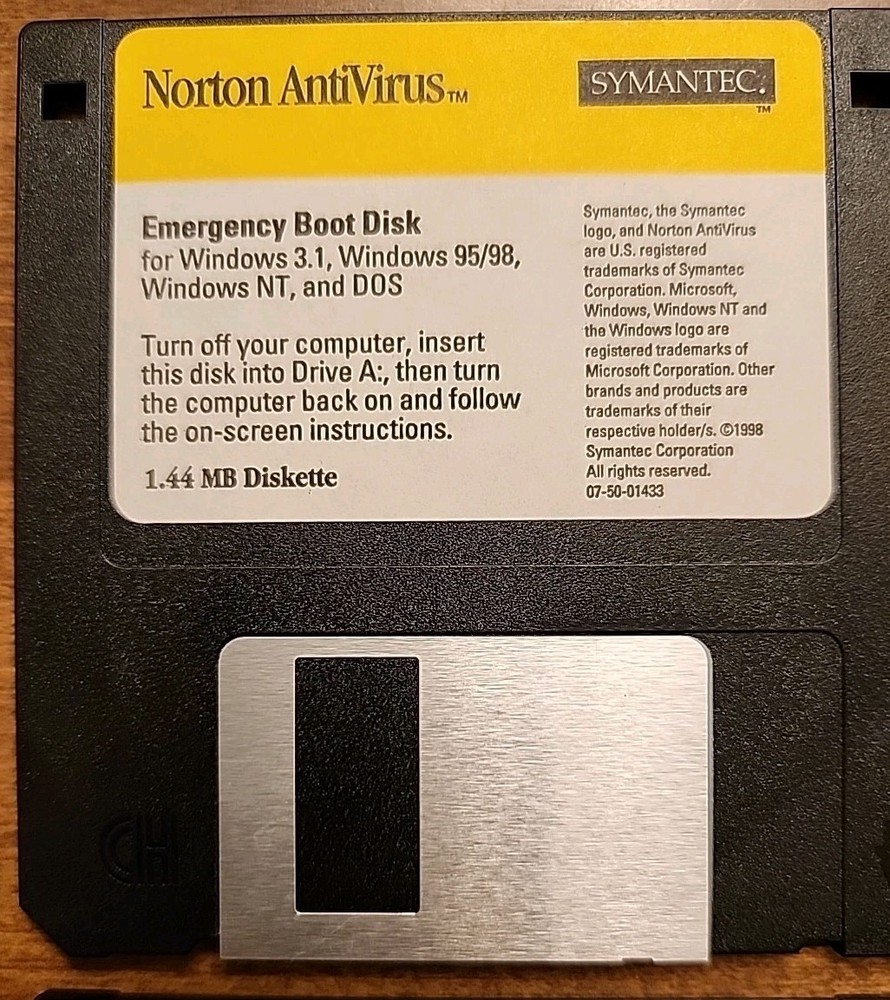 Norton AntiVirus™
SYMANTEC.™
Emergency Boot Disk
for Windows 3.1, Windows 95/98,
Windows NT, and DOS
Turn off your computer, insert
this disk into Drive A:, then turn
the computer back on and follow
the on-screen instructions.
1.44 MB Diskette
Symantec, the Symantec
logo, and Norton AntiVirus
are U.S. registered
trademarks of Symantec
Corporation. Microsoft,
Windows, Windows NT and
the Windows logo are
registered trademarks of
Microsoft Corporation. Other
brands and products are
trademarks of their
respective holder/s. ©1998
Symantec Corporation
All rights reserved.
07-50-01433